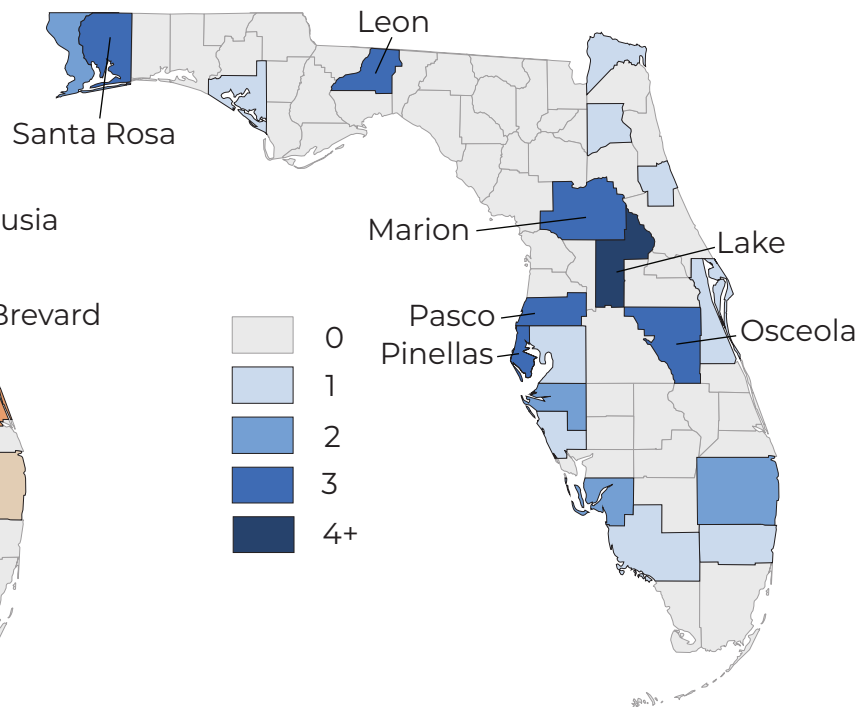 Leon
Santa Rosa
usia
Marion
Lake
Brevard
Pasco
Osceola
Pinellas
0
1
2
3
4+